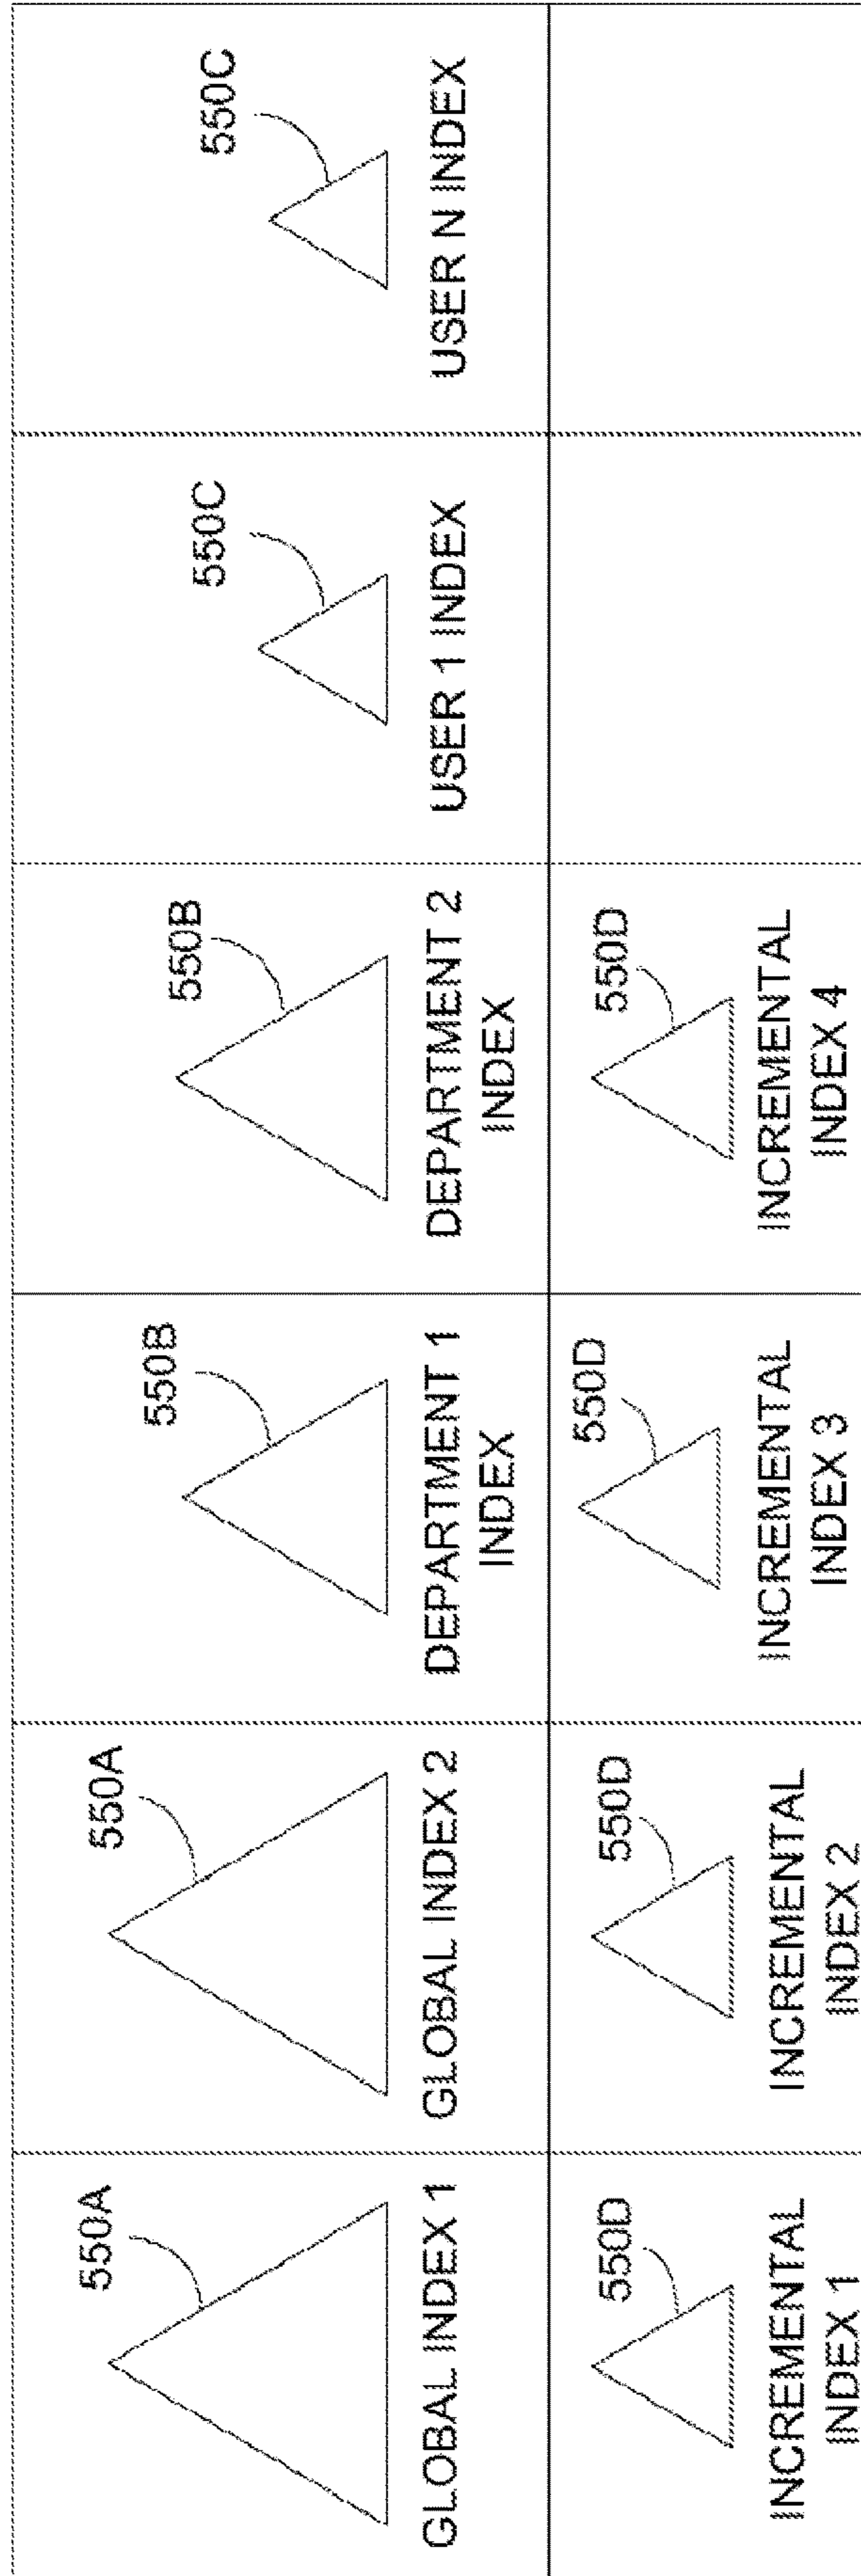 550A
GLOBAL INDEX 1
550A
GLOBAL INDEX 2
550B
DEPARTMENT 1
INDEX
550B
DEPARTMENT 2
INDEX
550C
USER 1 INDEX
550C
USER N INDEX
550D
INCREMENTAL
INDEX 1
550D
INCREMENTAL
INDEX 2
550D
INCREMENTAL
INDEX 3
550D
INCREMENTAL
INDEX 4